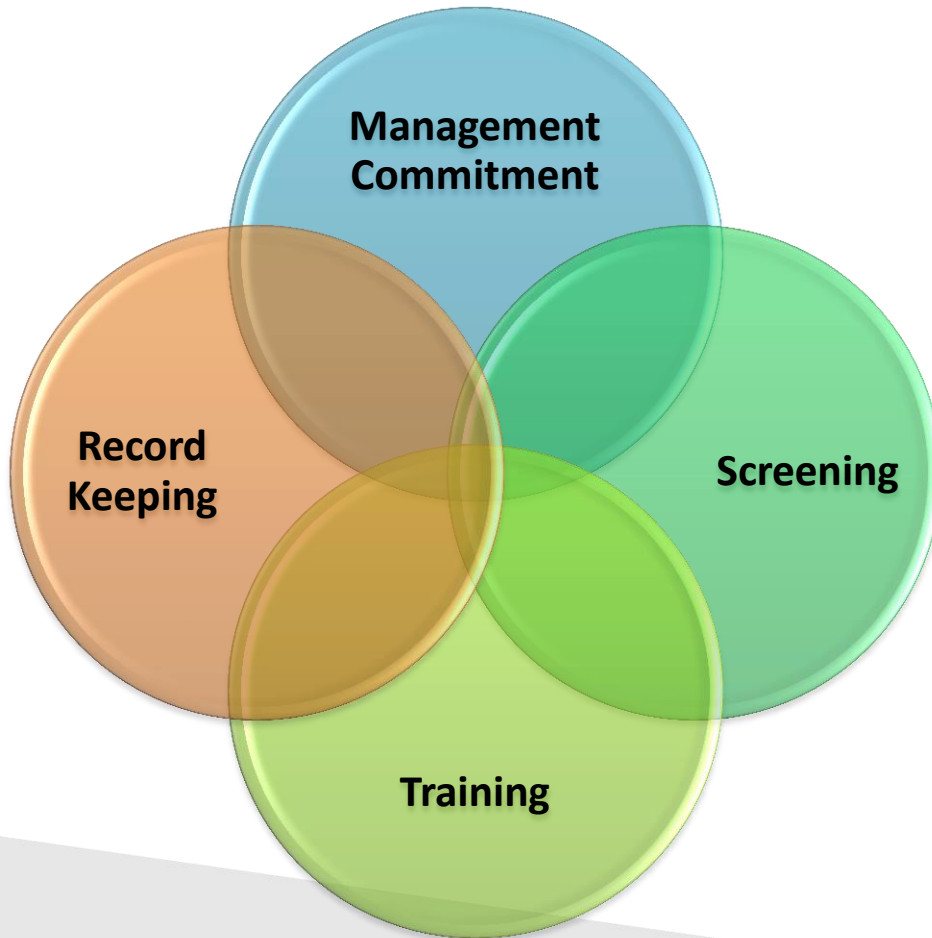 Management
Commitment
Record
Keeping
Screening
Training